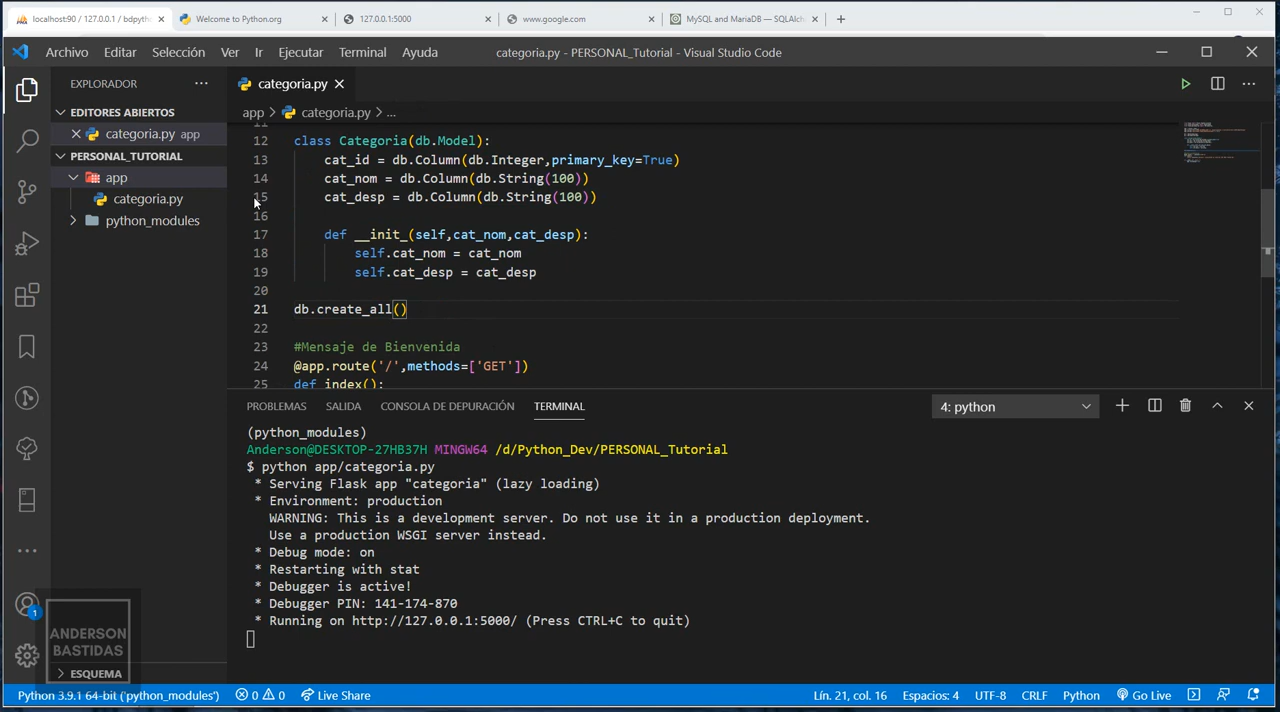 localhost:90 / 127.0.0.1 / bdpyth
Welcome to Python.org
127.0.0.1:5000
www.google.com
MySQL and MariaDB — SQLAlch
Archivo Editar Selección Ver Ir Ejecutar Terminal Ayuda
categoria.py - PERSONAL_Tutorial - Visual Studio Code
EXPLORADOR
EDITORES ABIERTOS
categoria.py app
PERSONAL_TUTORIAL
app
categoria.py
python_modules
ESQUEMA
1
ANDERSON
BASTIDAS
categoria.py
app > categoria.py > ...
11
12 class Categoria(db.Model):
13 cat_id = db.Column(db.Integer,primary_key=True)
14 cat_nom = db.Column(db.String(100))
15 cat_desp = db.Column(db.String(100))
16
17 def __init_(self,cat_nom,cat_desp):
18 self.cat_nom = cat_nom
19 self.cat_desp = cat_desp
20
21 db.create_all()
22
23 #Mensaje de Bienvenida
24 @app.route('/',methods=['GET'])
25 def index():
PROBLEMAS SALIDA CONSOLA DE DEPURACIÓN TERMINAL
4: python
(python_modules)
Anderson@DESKTOP-27HB37H MINGW64 /d/Python_Dev/PERSONAL_Tutorial
$ python app/categoria.py
* Serving Flask app "categoria" (lazy loading)
* Environment: production
WARNING: This is a development server. Do not use it in a production deployment.
Use a production WSGI server instead.
* Debug mode: on
* Restarting with stat
* Debugger is active!
* Debugger PIN: 141-174-870
* Running on http://127.0.0.1:5000/ (Press CTRL+C to quit)
Python 3.9.1 64-bit ('python_modules') 0 0 Live Share
Lín. 21, col. 16 Espacios: 4 UTF-8 CRLF Python Go Live